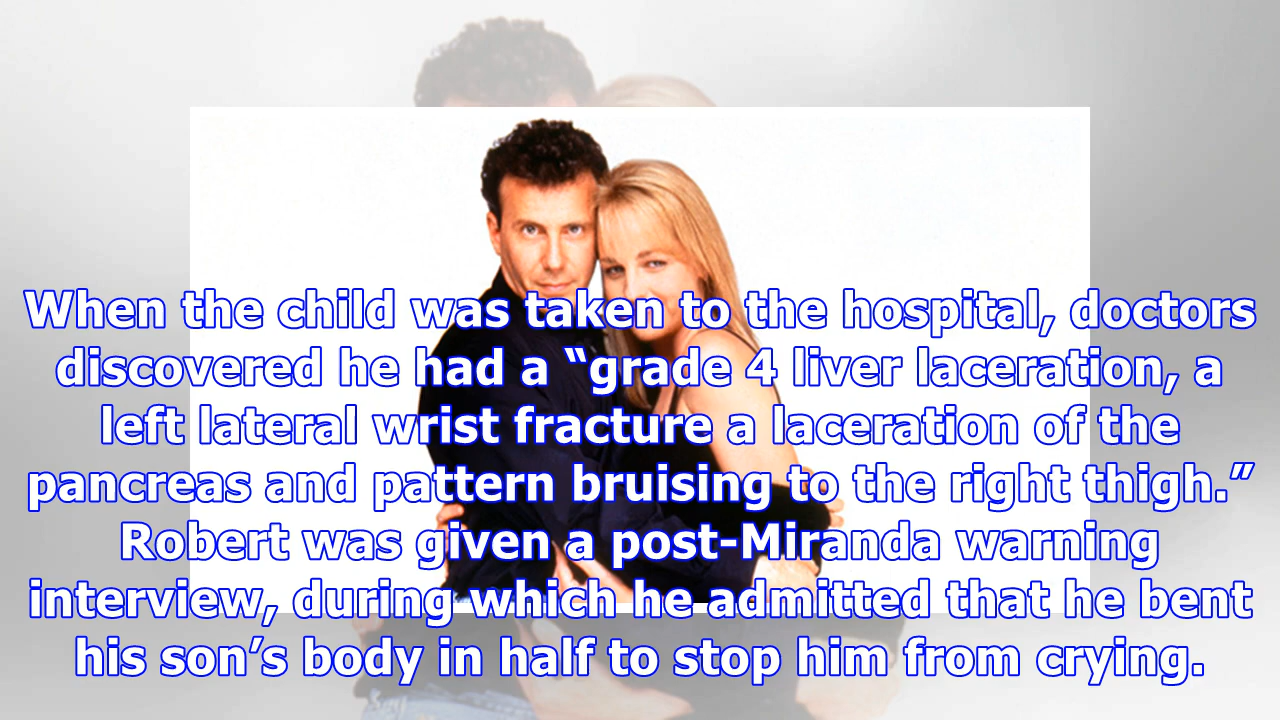 When the child was taken to the hospital, doctors
discovered he had a “grade 4 liver laceration, a
left lateral wrist fracture a laceration of the
pancreas and pattern bruising to the right thigh.”
Robert was given a post-Miranda warning
interview, during which he admitted that he bent
his son’s body in half to stop him from crying.